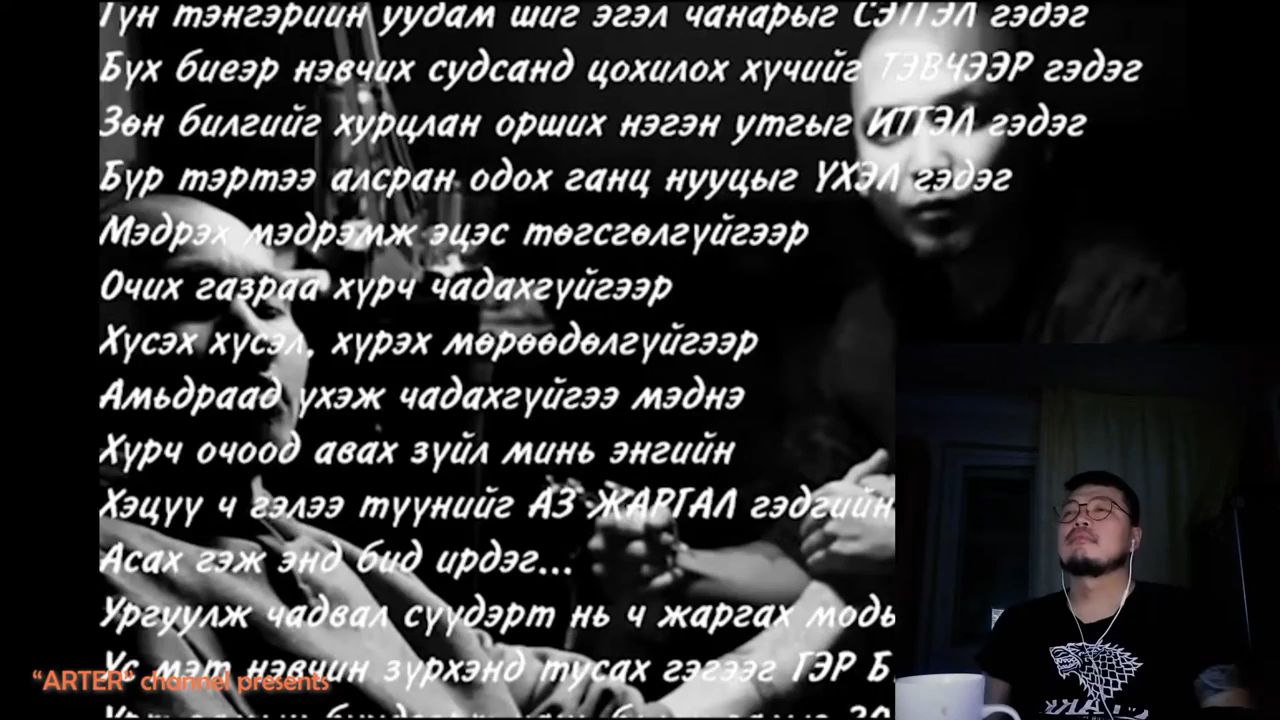 Гүн тэнгэрийн уудам шиг эгэл чанарыг СЭТГЭЛ гэдэг
Бүх биеэр нэвчих судсанд цохилох хүчийг ТЭВЧЭЭР гэдэг
Зөн билгийг хурцлан орших нэгэн утгыг ИТГЭЛ гэдэг
Бүр тэртээ алсран одох ганц нууцыг ҮХЭЛ гэдэг
Мэдрэх мэдрэмж эцэс төгсгөлгүйгээр
Очих газраа хүрч чадахгүйгээр
Хүсэх хүсэл, хүрэх мөрөөдөлгүйгээр
Амьдраад үхэж чадахгүйгээ мэднэ
Хүрч очоод авах зүйл минь энгийн
Хэцүү ч гэлээ түүнийг АЗ ЖАРГАЛ гэдгийн
Асах гэж энд бид ирдэг...
Ургуулж чадвал сүүдэрт нь ч жаргах модь
Ус мэт нэвчин зүрхэнд тусах гэгээг ГЭР Б
"ARTER" channel presents